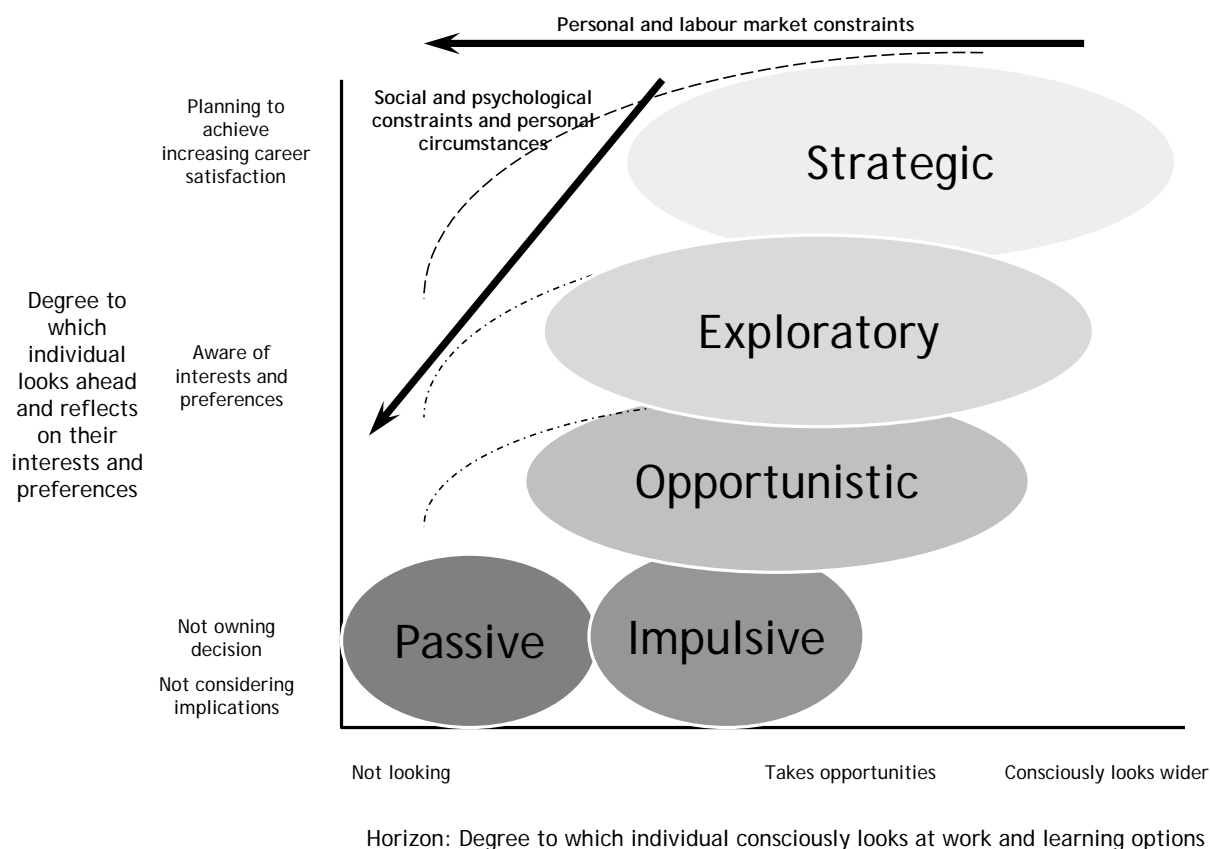 Personal and labour market constraints
Social and psychological
constraints and personal
circumstances
Planning to
achieve
increasing career
satisfaction
Strategic
Degree to
which
individual
looks ahead
and reflects
on their
interests and
preferences
Aware of
interests and
preferences
Exploratory
Opportunistic
Not owning
decision
Not considering
implications
Passive
Impulsive
Not looking
Takes opportunities
Consciously looks wider
Horizon: Degree to which individual consciously looks at work and learning options